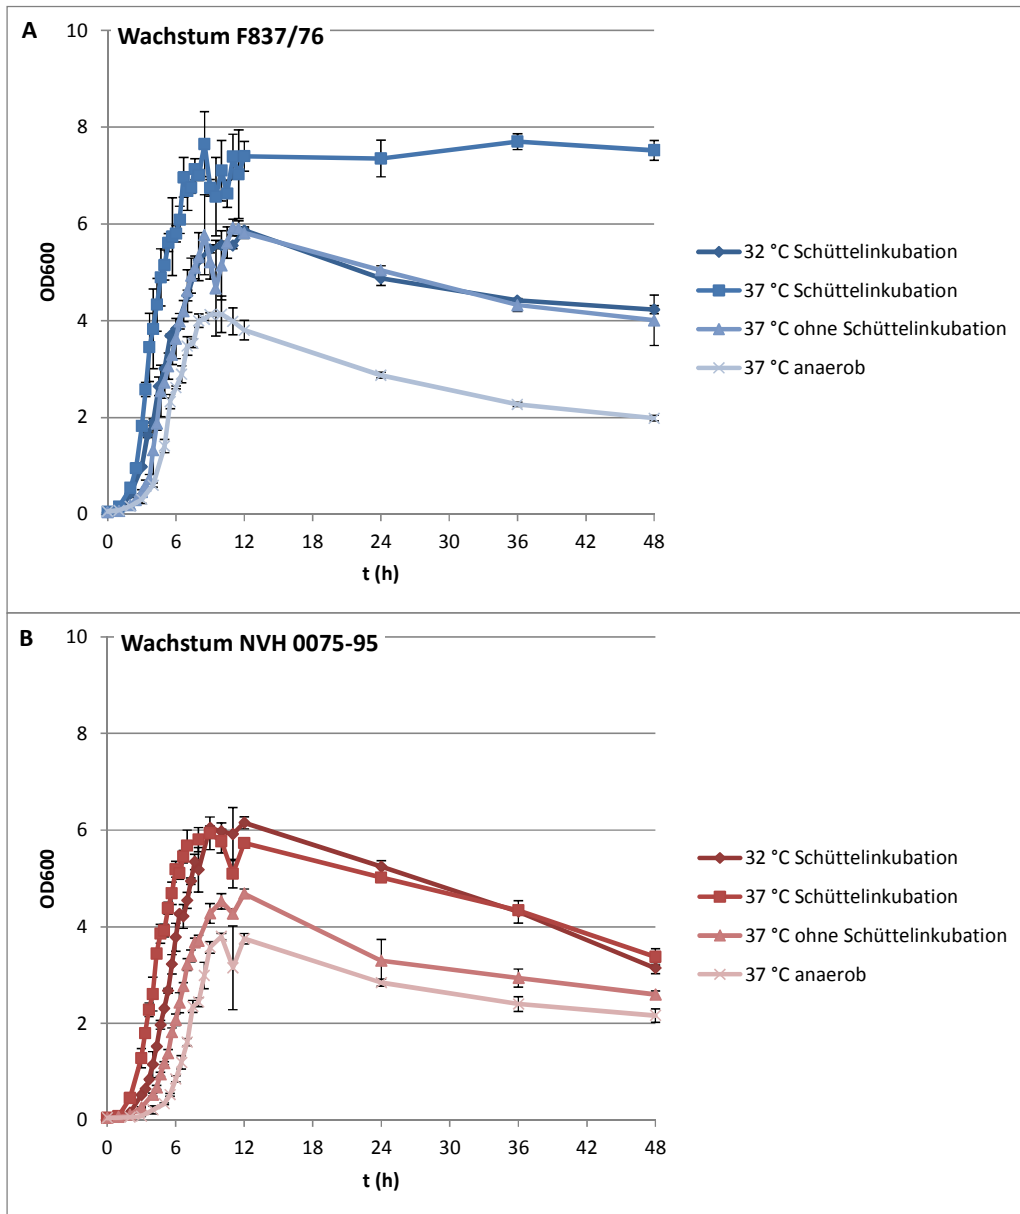 A
Wachstum F837/76
10
8
6
4
2
0
OD600
0 6 12 18 24 30 36 42 48
t (h)
32 °C Schüttelinkubation
37 °C Schüttelinkubation
37 °C ohne Schüttelinkubation
37 °C anaerob
B
Wachstum NVH 0075-95
10
8
6
4
2
0
OD600
0 6 12 18 24 30 36 42 48
t (h)
32 °C Schüttelinkubation
37 °C Schüttelinkubation
37 °C ohne Schüttelinkubation
37 °C anaerob